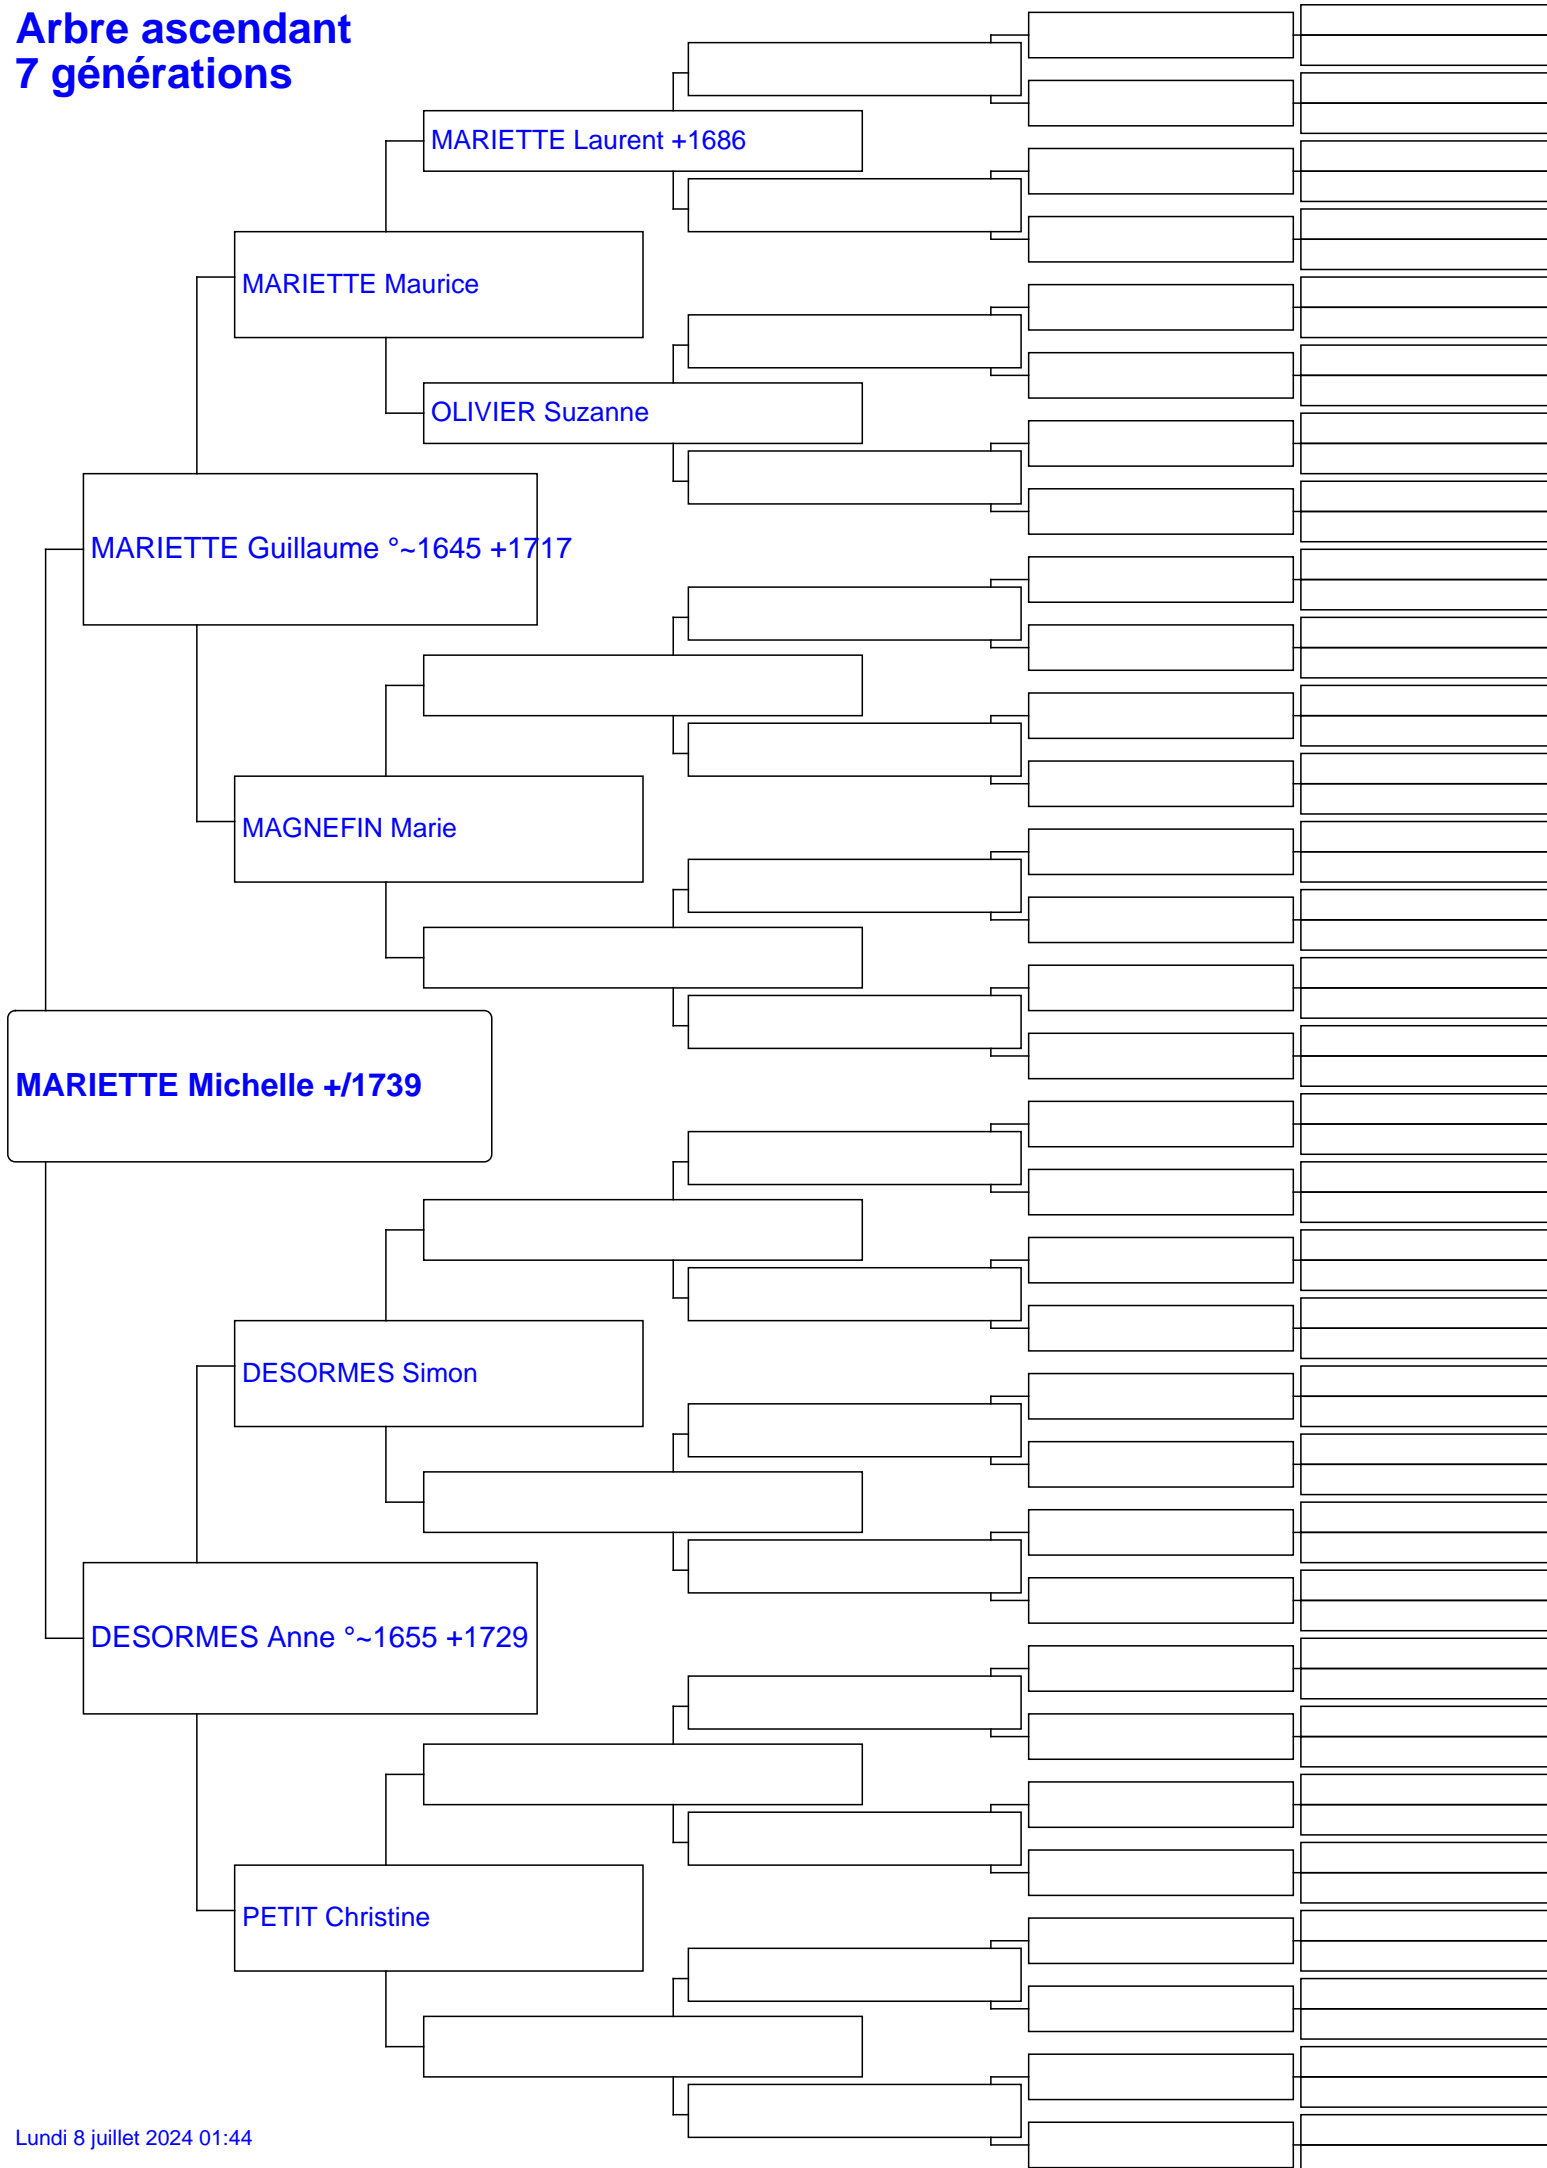 Arbre ascendant
7 générations
MARIETTE Laurent +1686
MARIETTE Maurice
OLIVIER Suzanne
MARIETTE Guillaume °~1645 +1717
MAGNEFIN Marie
MARIETTE Michelle +/1739
DESORMES Simon
DESORMES Anne °~1655 +1729
PETIT Christine
Lundi 8 juillet 2024 01:44